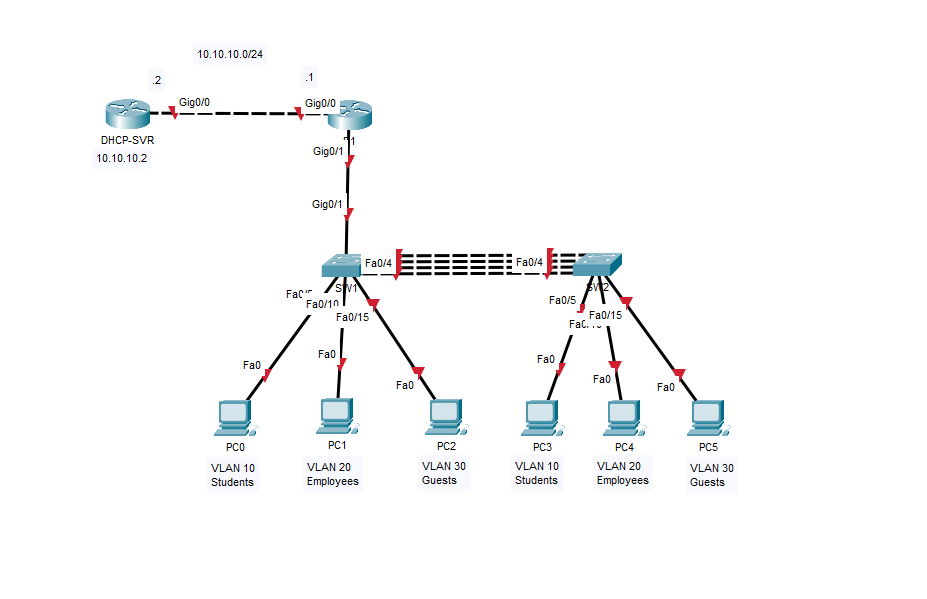 10.10.10.0/24
.2
.1
Gig0/0
Gig0/0
DHCP-SVR
10.10.10.2
Gig0/1
Gig0/1
Fa0/4
Fa0/4
SW1
SW2
Fa0/5
Fa0/10
Fa0/15
Fa0/5
Fa0/15
Fa0
Fa0
Fa0
Fa0
Fa0
Fa0
PC0
PC1
PC2
PC3
PC4
PC5
VLAN 10
Students
VLAN 20
Employees
VLAN 30
Guests
VLAN 10
Students
VLAN 20
Employees
VLAN 30
Guests